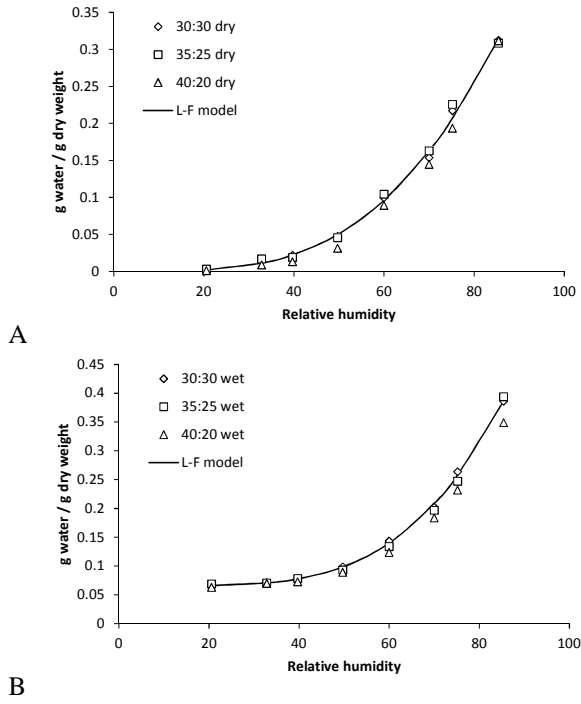 0.35
0.3
0.25
0.2
0.15
0.1
0.05
0
g water / g dry weight
30:30 dry
35:25 dry
40:20 dry
L-F model
0 20 40 60 80 100
Relative humidity
A
0.45
0.4
0.35
0.3
0.25
0.2
0.15
0.1
0.05
0
g water / g dry weight
30:30 wet
35:25 wet
40:20 wet
L-F model
0 20 40 60 80 100
Relative humidity
B